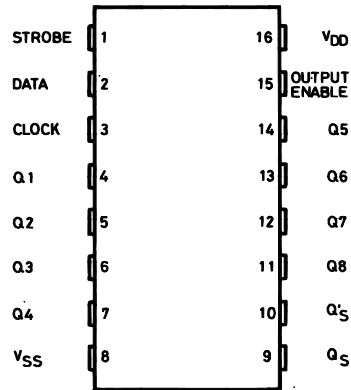 STROBE 1 16 VDD
DATA 2 15 OUTPUT ENABLE
CLOCK 3 14 Q5
Q1 4 13 Q6
Q2 5 12 Q7
Q3 6 11 Q8
Q4 7 10 Q'S
VSS 8 9 QS